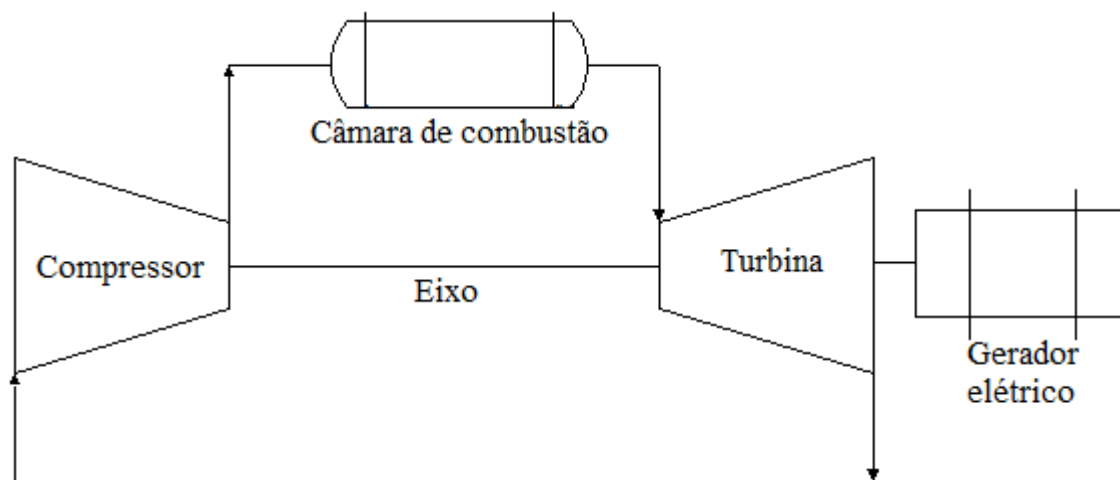 Câmara de combustão
Compressor
Turbina
Eixo
Gerador
elétrico